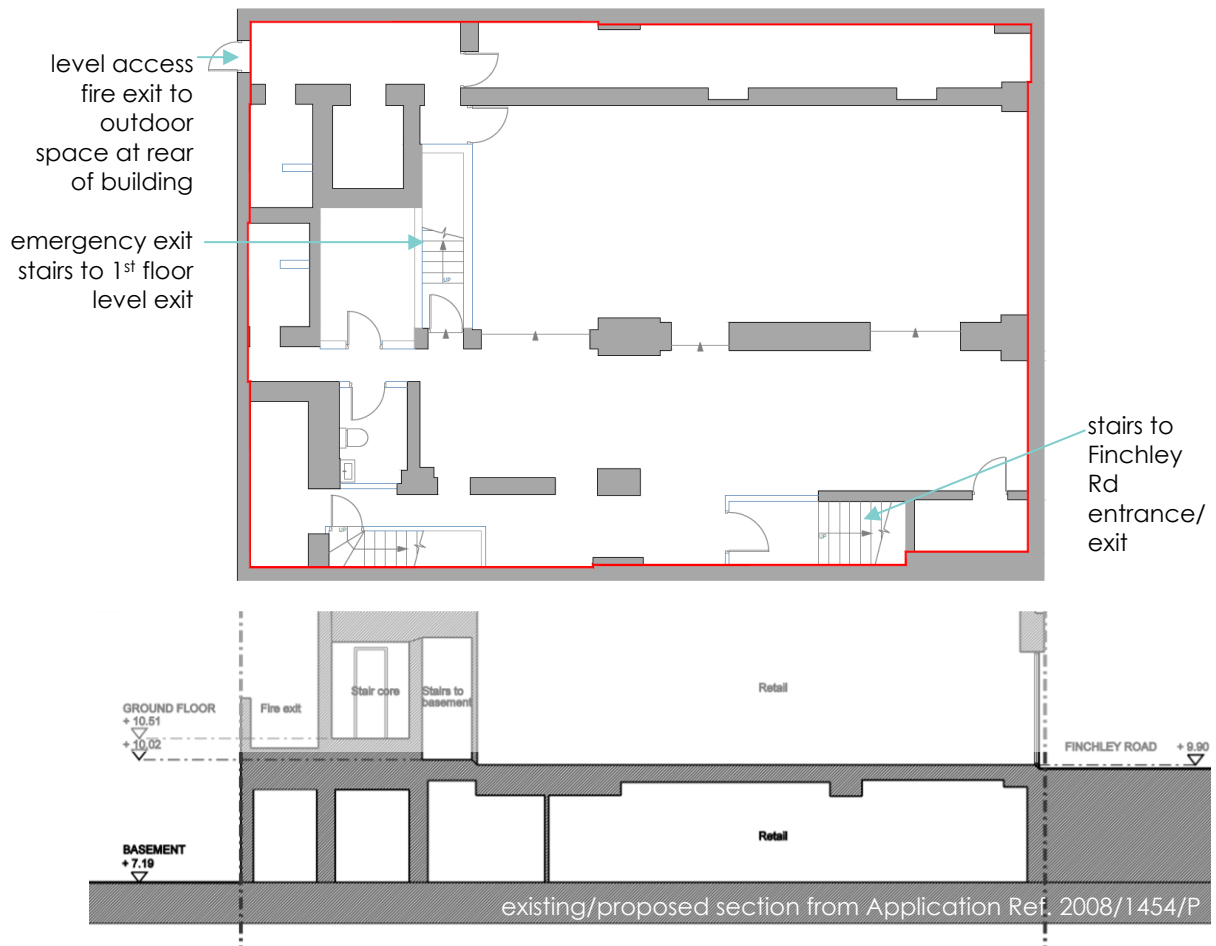 level access
fire exit to
outdoor
space at rear
of building
emergency exit
stairs to 1st floor
level exit
UP
UP
UP
stairs to
Finchley
Rd
entrance/
exit
GROUND FLOOR
+ 10.51
+ 10.02
Fire exit
Stair core
Stairs to
basement
Retail
FINCHLEY ROAD + 9.90
BASEMENT
+ 7.19
Retail
existing/proposed section from Application Ref. 2008/1454/P